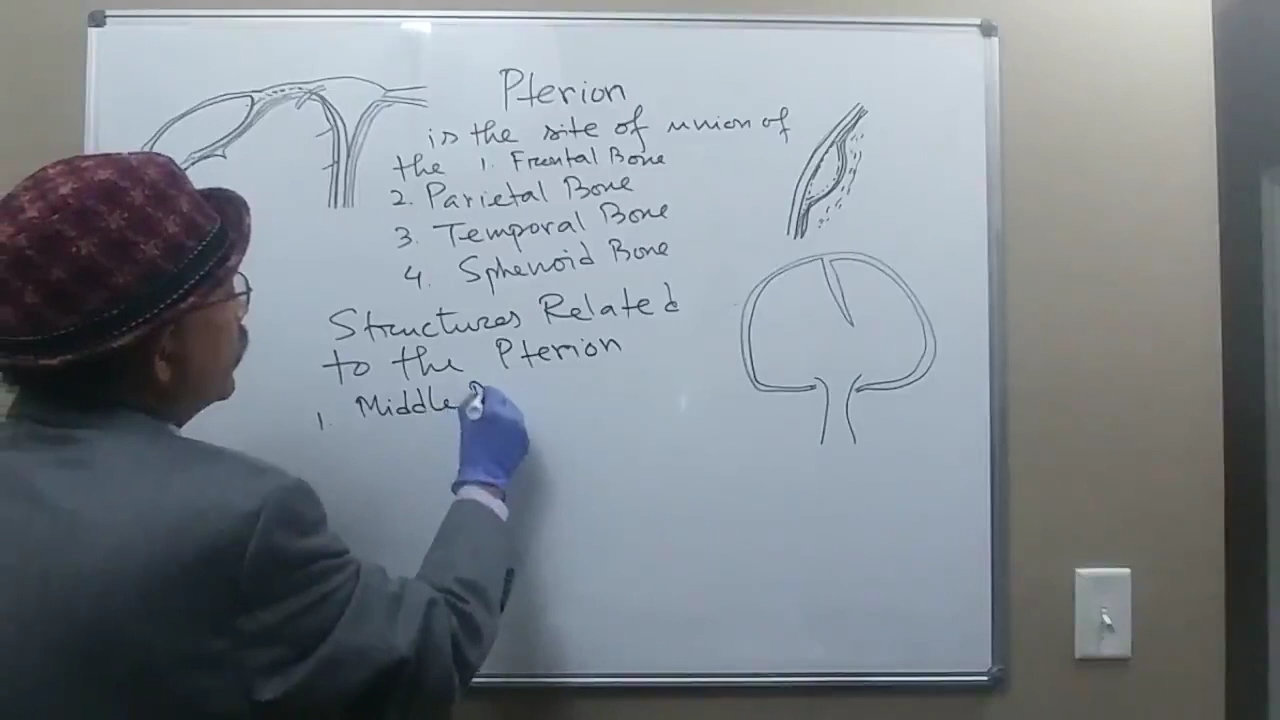 Pterion
is the site of union of
the 1. Frontal Bone
2. Parietal Bone
3. Temporal Bone
4. Sphenoid Bone
Structures Related
to the Pterion
1. Middle